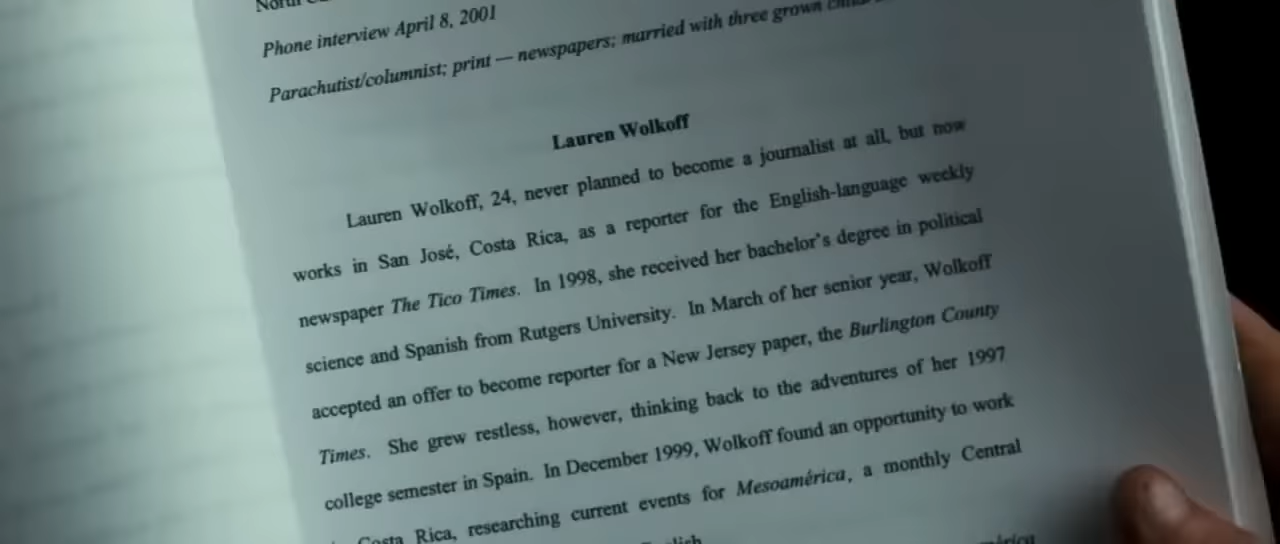 Phone interview April 8, 2001
Parachutist/columnist; print — newspapers; married with three grown
Lauren Wolkoff
Lauren Wolkoff, 24, never planned to become a journalist at all, but now
works in San José, Costa Rica, as a reporter for the English-language weekly
newspaper The Tico Times. In 1998, she received her bachelor's degree in political
science and Spanish from Rutgers University. In March of her senior year, Wolkoff
accepted an offer to become reporter for a New Jersey paper, the Burlington County
Times. She grew restless, however, thinking back to the adventures of her 1997
college semester in Spain. In December 1999, Wolkoff found an opportunity to work
Costa Rica, researching current events for Mesoamérica, a monthly Central